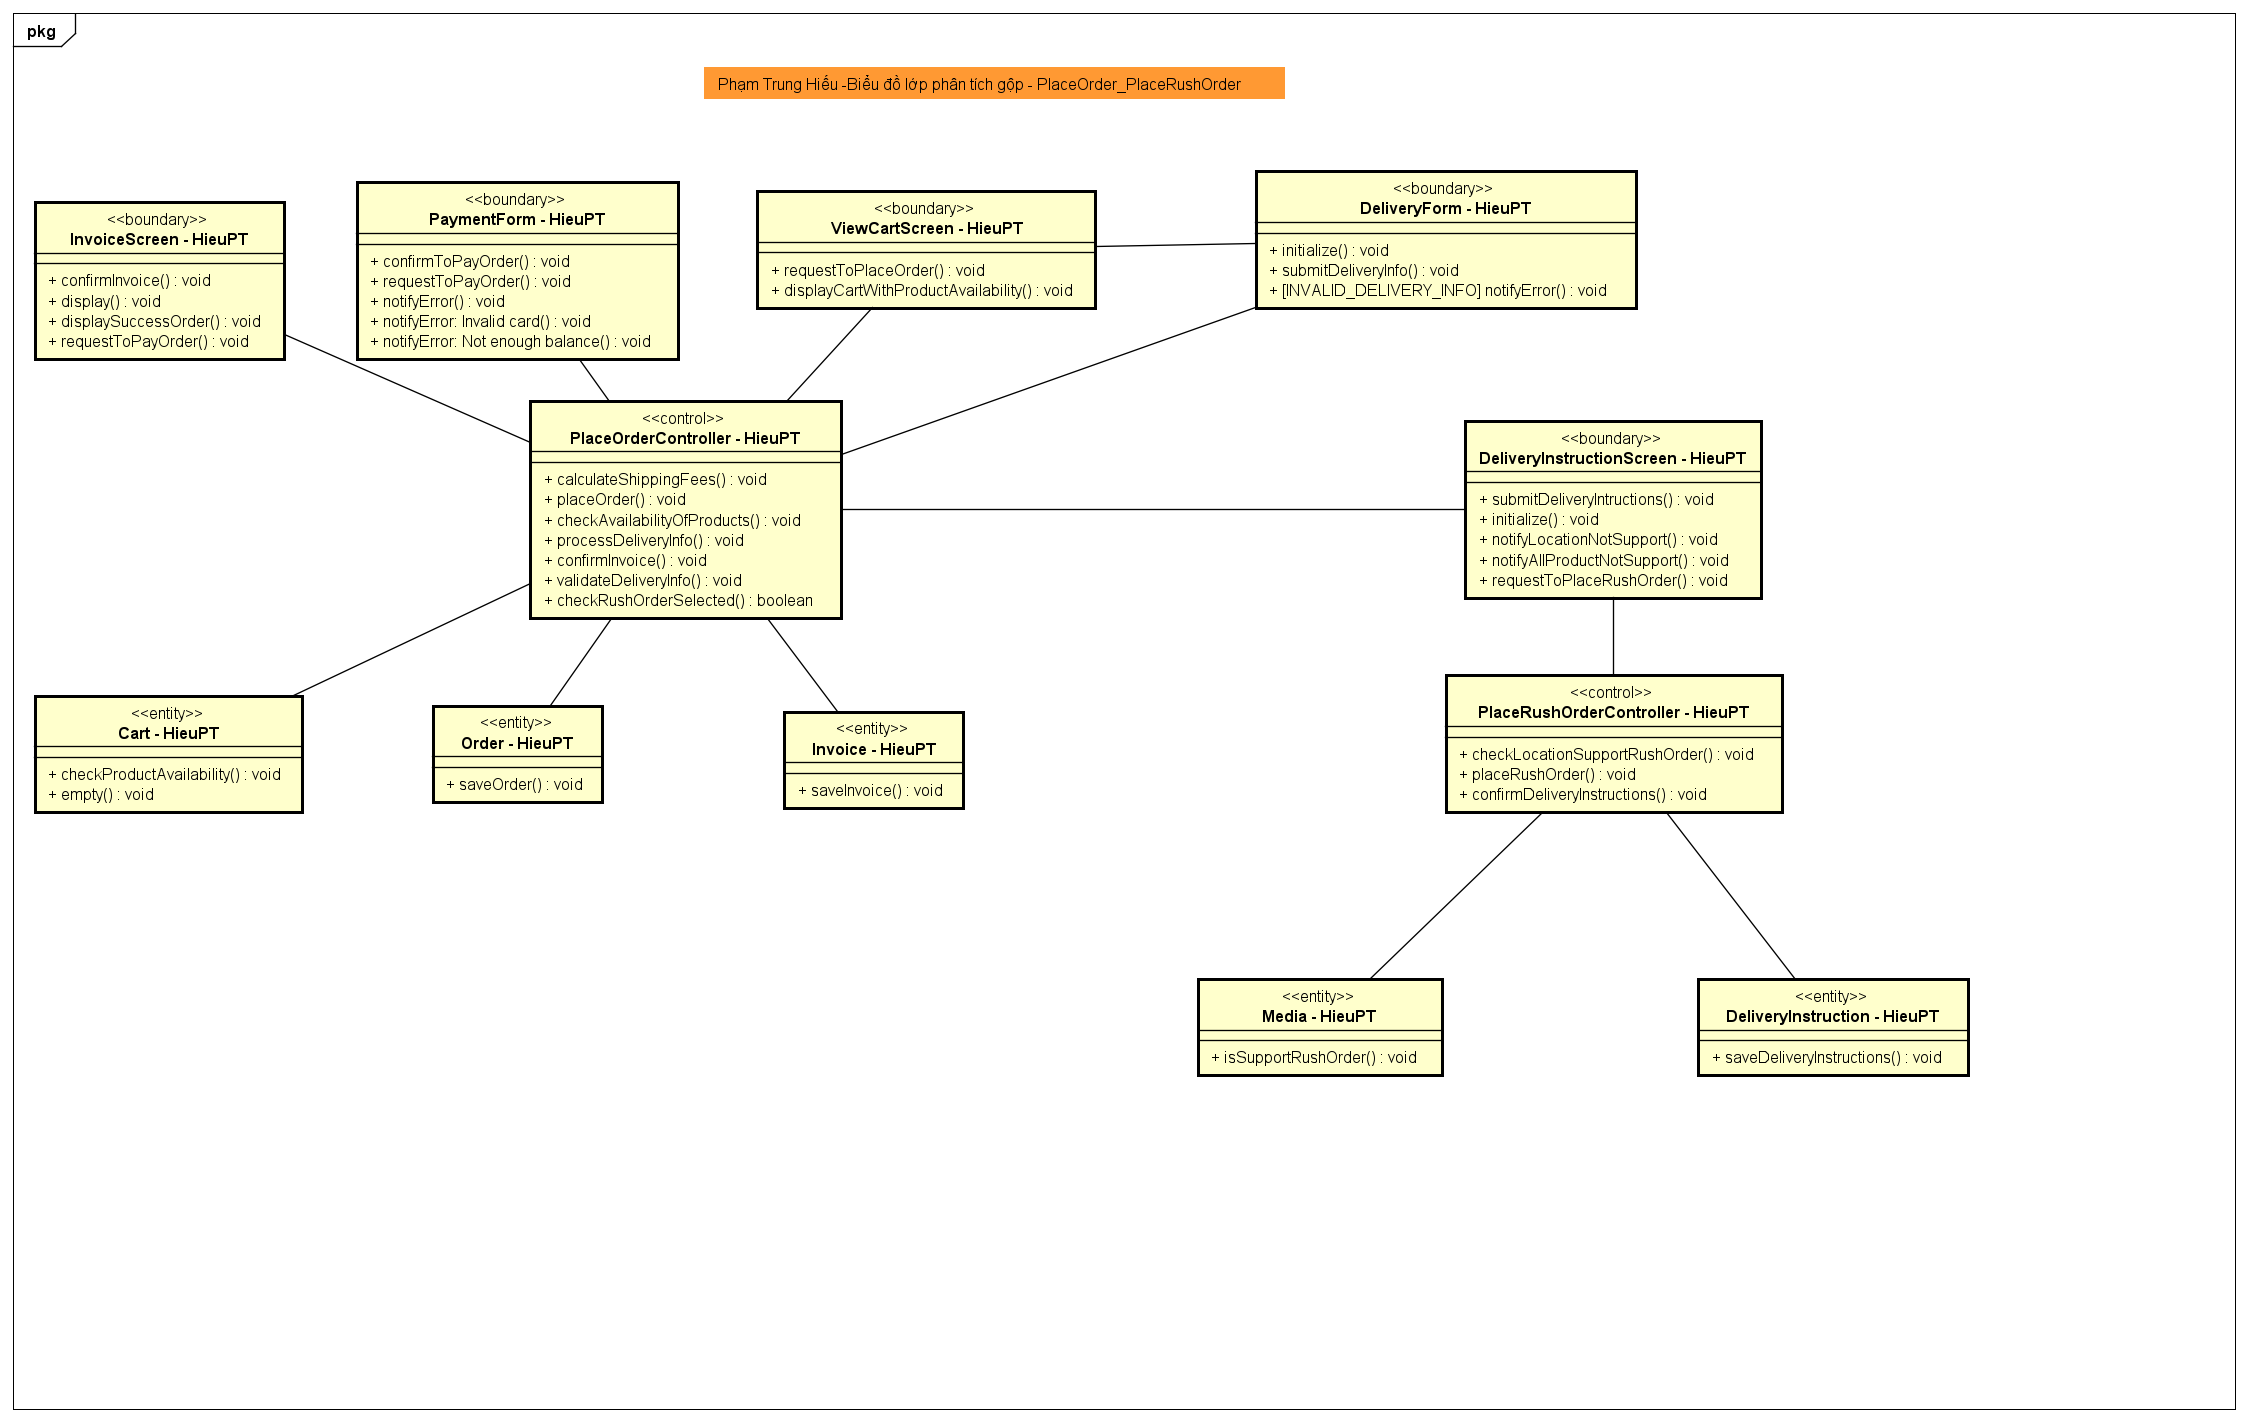 pkg
Phạm Trung Hiếu -Biểu đồ lớp phân tích gộp - PlaceOrder_PlaceRushOrder
<<boundary>>
InvoiceScreen - HieuPT
+ confirmInvoice() : void
+ display() : void
+ displaySuccessOrder() : void
+ requestToPayOrder() : void
<<boundary>>
PaymentForm - HieuPT
+ confirmToPayOrder() : void
+ requestToPayOrder() : void
+ notifyError() : void
+ notifyError: Invalid card() : void
+ notifyError: Not enough balance() : void
<<boundary>>
ViewCartScreen - HieuPT
+ requestToPlaceOrder() : void
+ displayCartWithProductAvailability() : void
<<boundary>>
DeliveryForm - HieuPT
+ initialize() : void
+ submitDeliveryInfo() : void
+ [INVALID_DELIVERY_INFO] notifyError() : void
<<control>>
PlaceOrderController - HieuPT
+ calculateShippingFees() : void
+ placeOrder() : void
+ checkAvailabilityOfProducts() : void
+ processDeliveryInfo() : void
+ confirmInvoice() : void
+ validateDeliveryInfo() : void
+ checkRushOrderSelected() : boolean
<<boundary>>
DeliveryInstructionScreen - HieuPT
+ submitDeliveryIntructions() : void
+ initialize() : void
+ notifyLocationNotSupport() : void
+ notifyAllProductNotSupport() : void
+ requestToPlaceRushOrder() : void
<<entity>>
Cart - HieuPT
+ checkProductAvailability() : void
+ empty() : void
<<entity>>
Order - HieuPT
+ saveOrder() : void
<<entity>>
Invoice - HieuPT
+ saveInvoice() : void
<<control>>
PlaceRushOrderController - HieuPT
+ checkLocationSupportRushOrder() : void
+ placeRushOrder() : void
+ confirmDeliveryInstructions() : void
<<entity>>
Media - HieuPT
+ isSupportRushOrder() : void
<<entity>>
DeliveryInstruction - HieuPT
+ saveDeliveryInstructions() : void